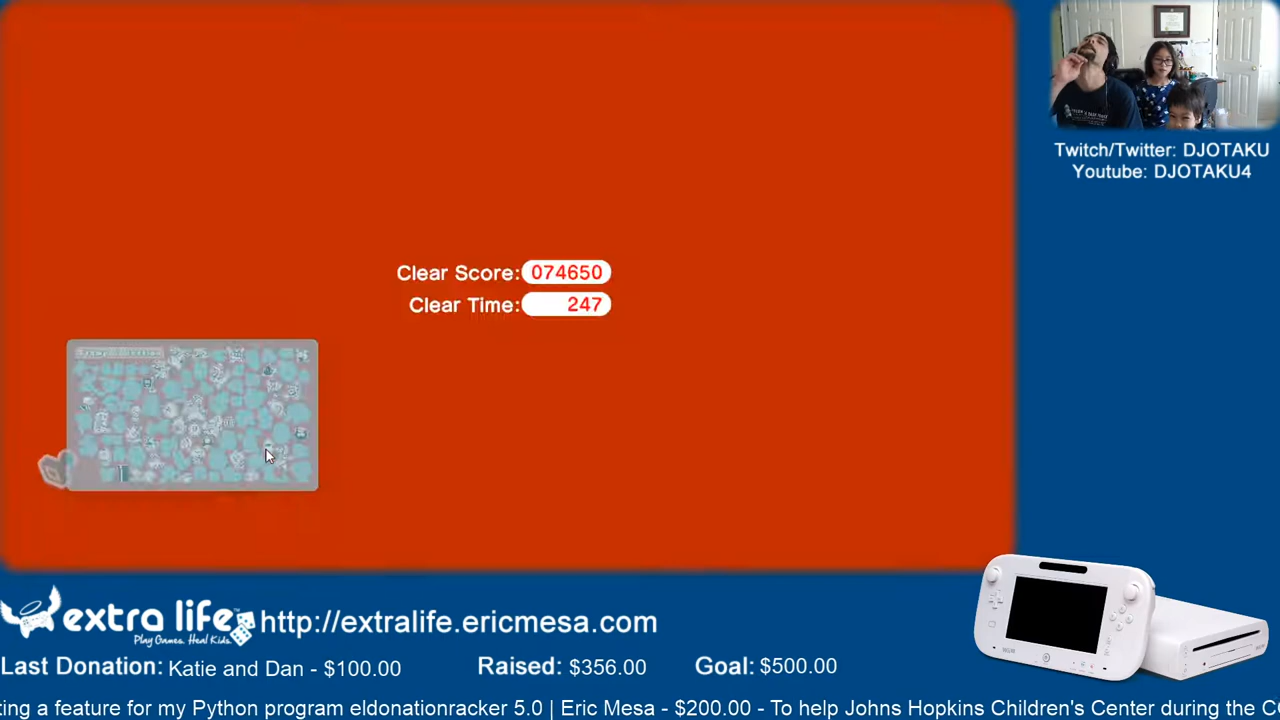 Twitch/Twitter: DJOTAKU
Youtube: DJOTAKU4
Clear Score: 074650
Clear Time: 247
extra life
Play Games. Heal Kids.
http://extralife.ericmesa.com
Last Donation: Katie and Dan - $100.00
Raised: $356.00
Goal: $500.00
ting a feature for my Python program eldonationracker 5.0 | Eric Mesa - $200.00 - To help Johns Hopkins Children's Center during the C